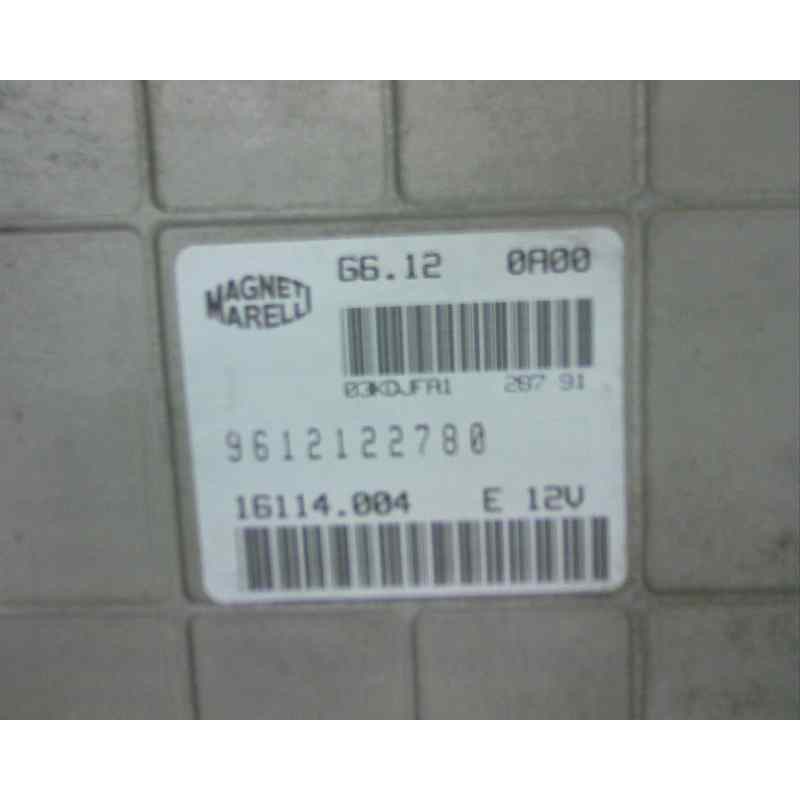 G6.12 0A00
MAGNETI
MARELLI
03KDJFA1 287 91
9612122780
16114.004 E 12V